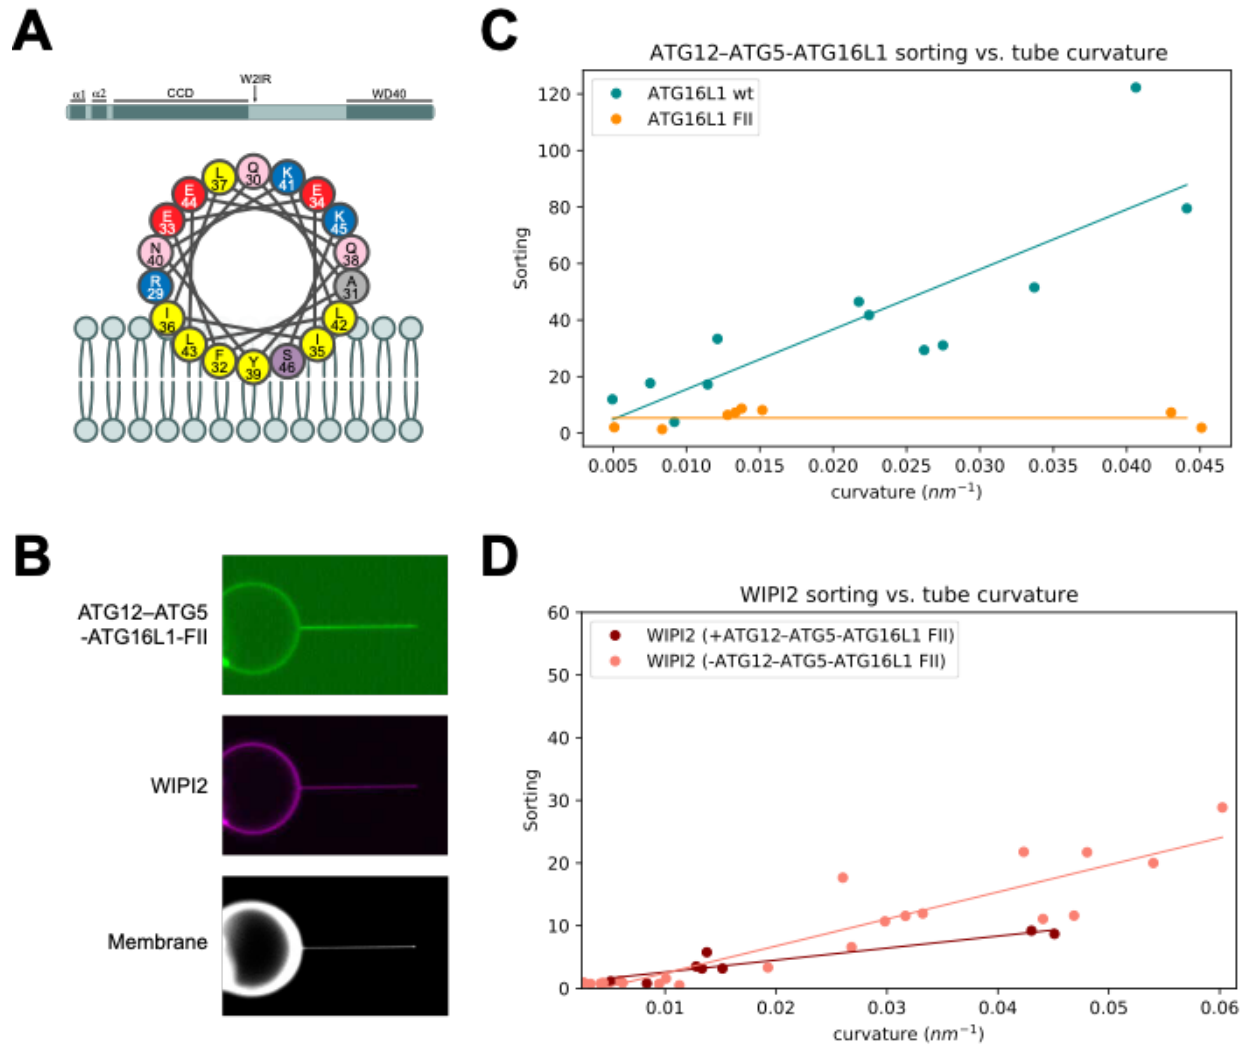 A
W2IR
α1 α2 CCD WD40
L 37
Q 30
K 41
E 44
E 34
E 33
K 45
N 40
Q 38
R 29
A 31
I 36
L 42
L 43
I 35
F 32
Y 39
S 46
B
ATG12–ATG5
-ATG16L1-FII
WIPI2
Membrane
C
ATG12–ATG5-ATG16L1 sorting vs. tube curvature
ATG16L1 wt
ATG16L1 FII
Sorting
120
100
80
60
40
20
0
0.005 0.010 0.015 0.020 0.025 0.030 0.035 0.040 0.045
curvature (nm⁻¹)
D
WIPI2 sorting vs. tube curvature
WIPI2 (+ATG12–ATG5-ATG16L1 FII)
WIPI2 (-ATG12–ATG5-ATG16L1 FII)
Sorting
60
50
40
30
20
10
0
0.01 0.02 0.03 0.04 0.05 0.06
curvature (nm⁻¹)